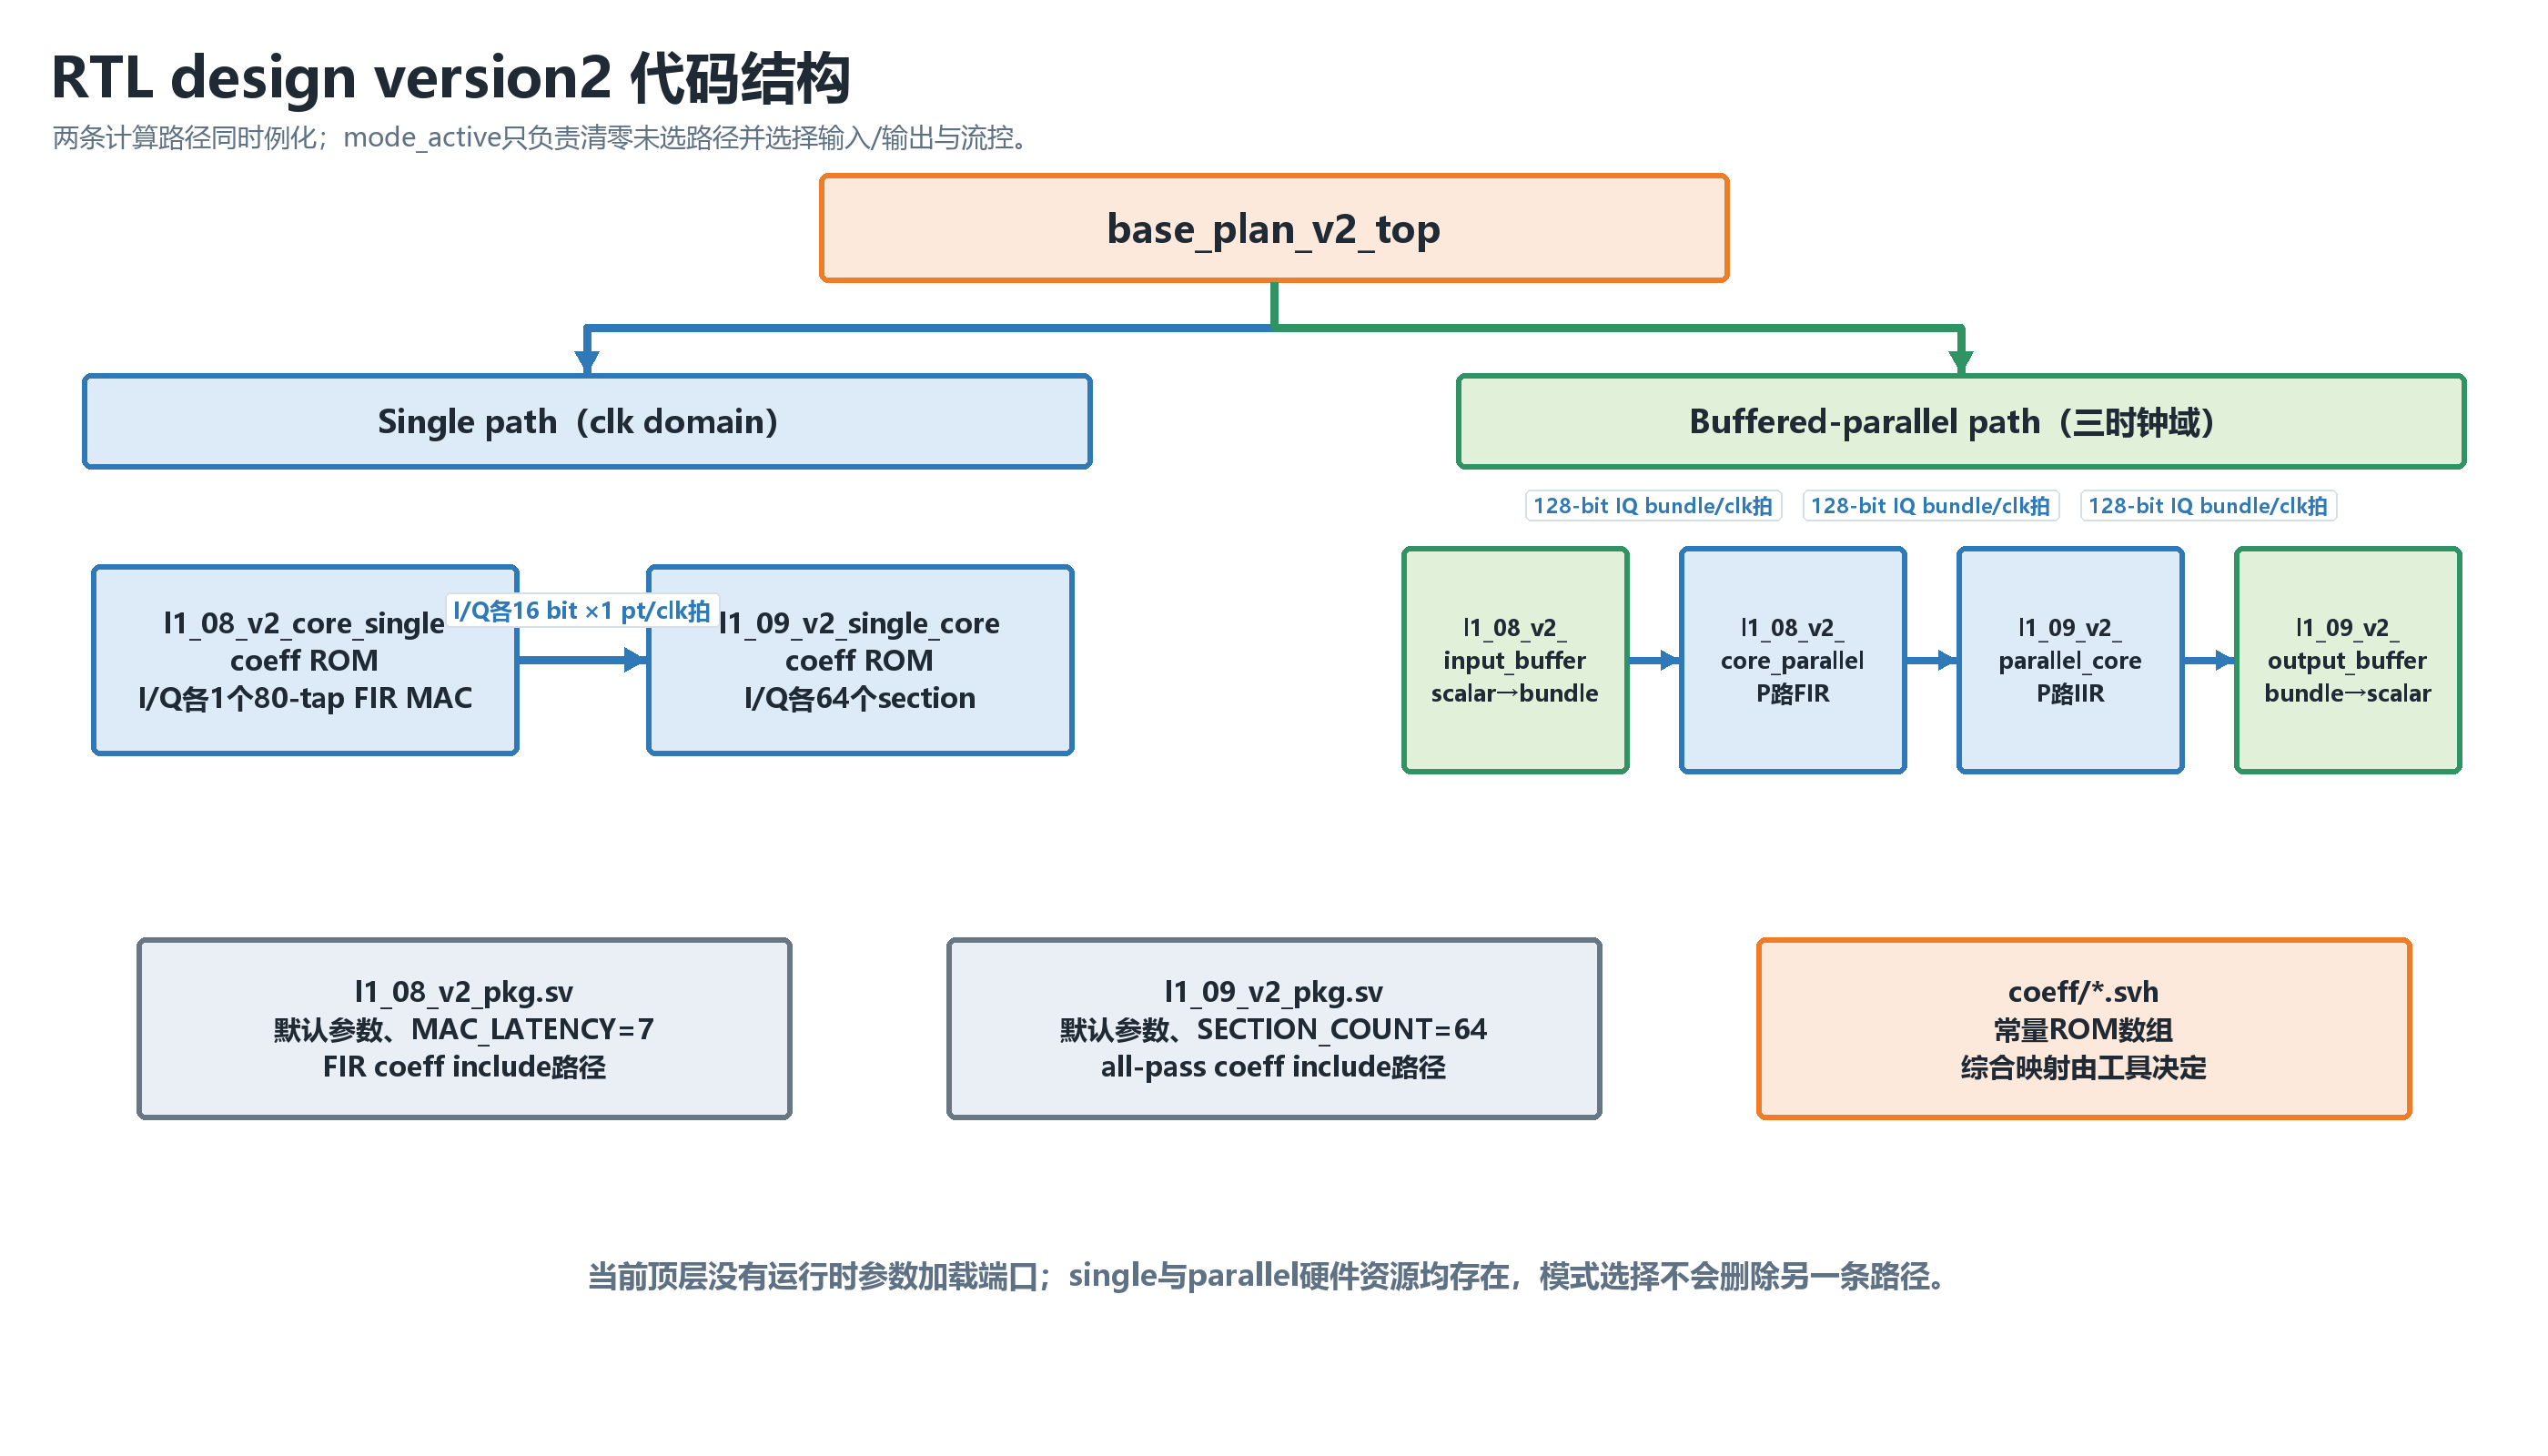 RTL design version2 代码结构
两条计算路径同时例化；mode_active只负责清零未选路径并选择输入/输出与流控。
base_plan_v2_top
Single path（clk domain）
Buffered-parallel path（三时钟域）
128-bit IQ bundle/clk拍
128-bit IQ bundle/clk拍
128-bit IQ bundle/clk拍
l1_08_v2_core_single
coeff ROM
I/Q各1个80-tap FIR MAC
I/Q各16 bit ×1 pt/clk拍
l1_09_v2_single_core
coeff ROM
I/Q各64个section
l1_08_v2_
input_buffer
scalar→bundle
l1_08_v2_
core_parallel
P路FIR
l1_09_v2_
parallel_core
P路IIR
l1_09_v2_
output_buffer
bundle→scalar
l1_08_v2_pkg.sv
默认参数、MAC_LATENCY=7
FIR coeff include路径
l1_09_v2_pkg.sv
默认参数、SECTION_COUNT=64
all-pass coeff include路径
coeff/*.svh
常量ROM数组
综合映射由工具决定
当前顶层没有运行时参数加载端口；single与parallel硬件资源均存在，模式选择不会删除另一条路径。